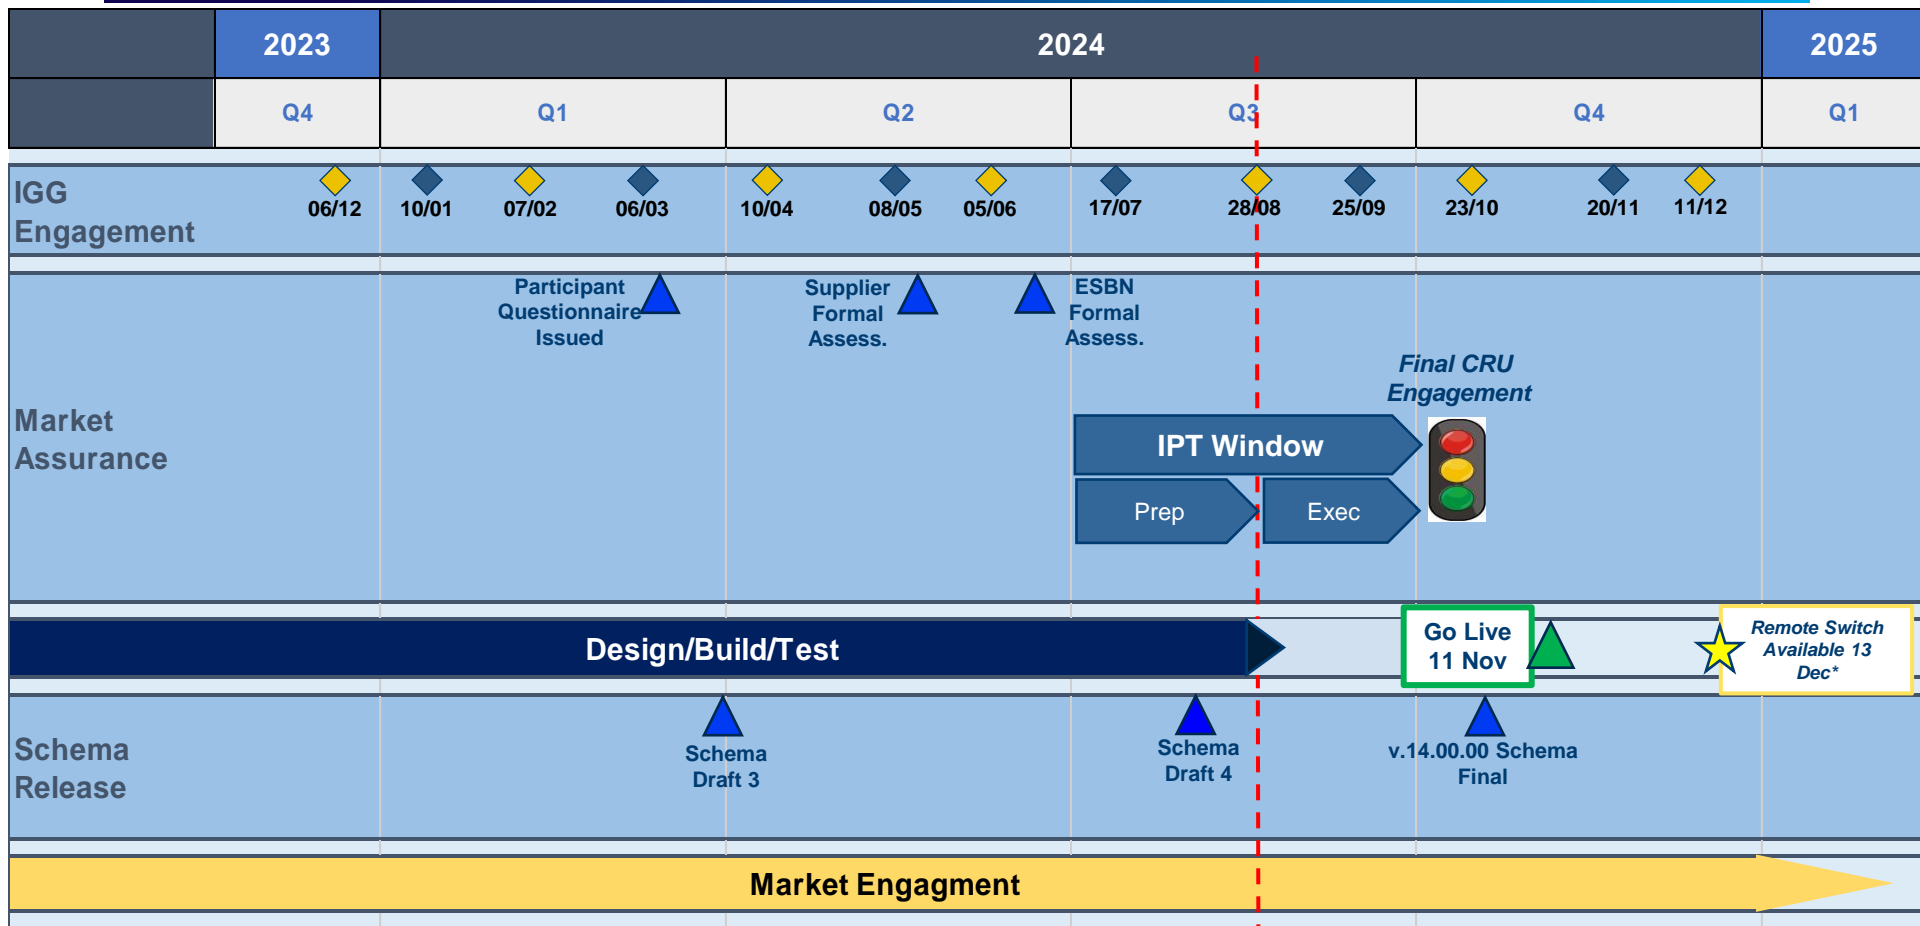 2023
2024
2025
Q4
Q1
Q2
Q3
Q4
Q1
IGG
Engagement
06/12
10/01
07/02
06/03
10/04
08/05
05/06
17/07
28/08
25/09
23/10
20/11
11/12
Market
Assurance
Participant
Questionnaire
Issued
Supplier
Formal
Assess.
ESBN
Formal
Assess.
Final CRU
Engagement
IPT Window
Prep
Exec
Design/Build/Test
Go Live
11 Nov
Remote Switch
Available 13
Dec*
Schema
Release
Schema
Draft 3
Schema
Draft 4
v.14.00.00 Schema
Final
Market Engagment